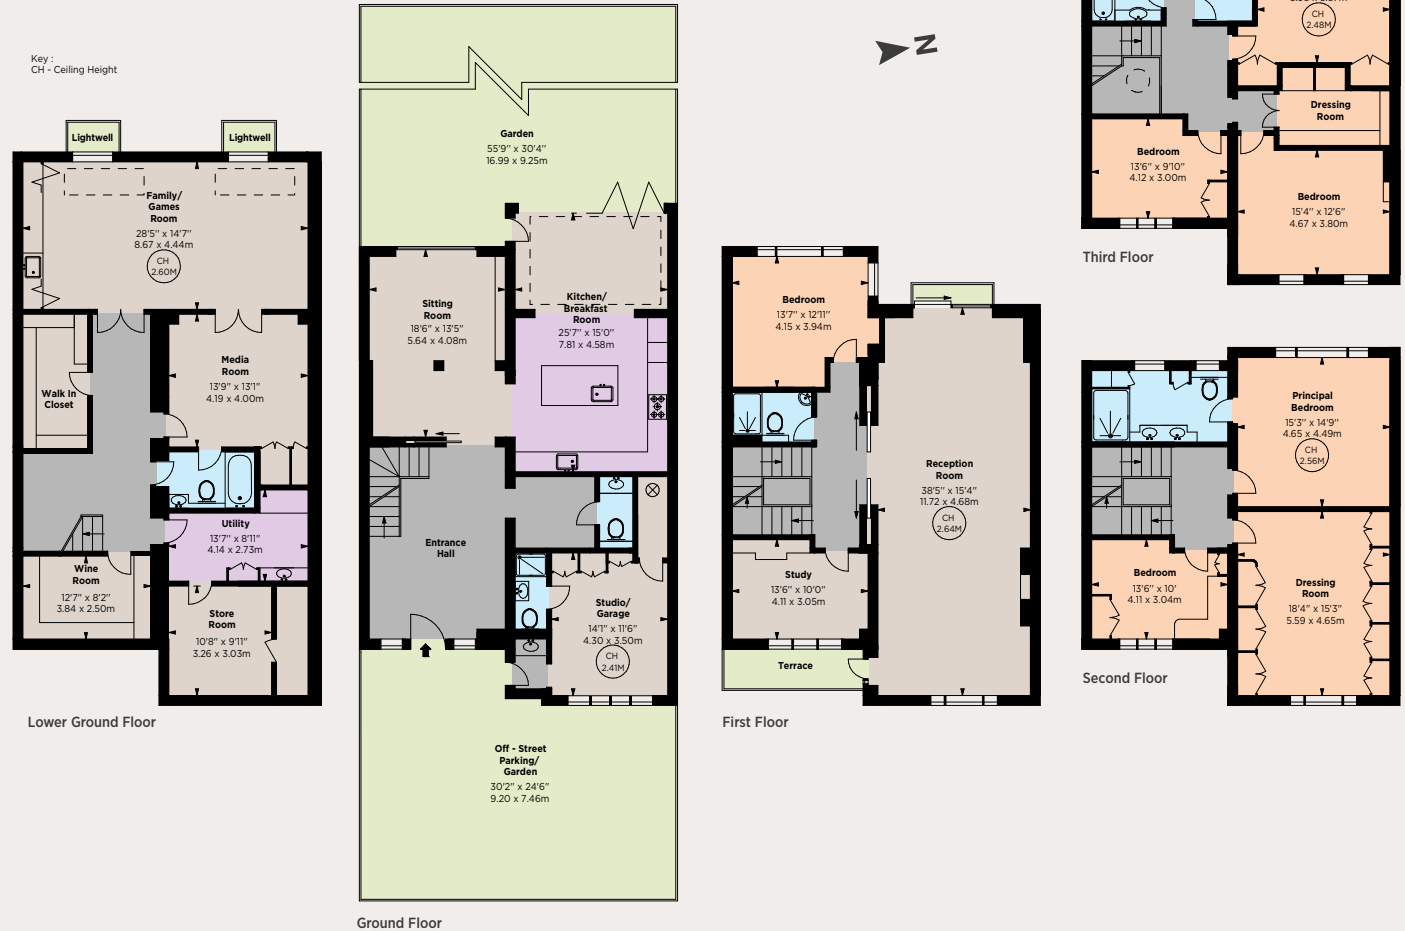 Key :
CH - Ceiling Height
Lightwell
Lightwell
Family/
Games
Room
28'5" x 14'7"
8.67 x 4.44m
CH
2.60M
Walk In
Closet
Media
Room
13'9" x 13'1"
4.19 x 4.00m
Utility
13'7" x 8'11"
4.14 x 2.73m
Wine
Room
12'7" x 8'2"
3.84 x 2.50m
Store
Room
10'8" x 9'11"
3.26 x 3.03m
Lower Ground Floor
Garden
55'9" x 30'4"
16.99 x 9.25m
Sitting
Room
18'6" x 13'5"
5.64 x 4.08m
Kitchen/
Breakfast
Room
25'7" x 15'0"
7.81 x 4.58m
Entrance
Hall
Studio/
Garage
14'1" x 11'6"
4.30 x 3.50m
CH
2.41M
Off - Street
Parking/
Garden
30'2" x 24'6"
9.20 x 7.46m
Ground Floor
N
Bedroom
13'7" x 12'11"
4.15 x 3.94m
Reception
Room
38'5" x 15'4"
11.72 x 4.68m
CH
2.64M
Study
13'6" x 10'0"
4.11 x 3.05m
Terrace
First Floor
CH
2.48M
Dressing
Room
Bedroom
13'6" x 9'10"
4.12 x 3.00m
Bedroom
15'4" x 12'6"
4.67 x 3.80m
Third Floor
Principal
Bedroom
15'3" x 14'9"
4.65 x 4.49m
CH
2.56M
Bedroom
13'6" x 10'
4.11 x 3.04m
Dressing
Room
18'4" x 15'3"
5.59 x 4.65m
Second Floor